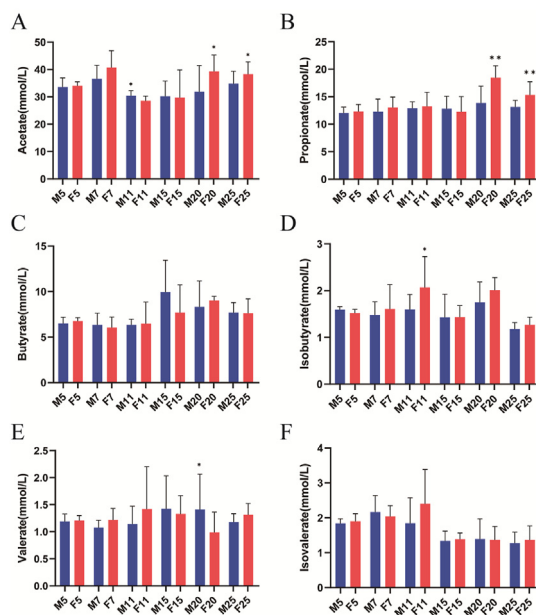 A
Acetate(mmol/L)
50
40
30
20
10
0
* * *
M5 F5 M7 F7 M11 F11 M15 F15 M20 F20 M25 F25
B
Propionate(mmol/L)
25
20
15
10
5
0
** **
M5 F5 M7 F7 M11 F11 M15 F15 M20 F20 M25 F25
C
Butyrate(mmol/L)
15
10
5
0
M5 F5 M7 F7 M11 F11 M15 F15 M20 F20 M25 F25
D
Isobutyrate(mmol/L)
3
2
1
0
*
M5 F5 M7 F7 M11 F11 M15 F15 M20 F20 M25 F25
E
Valerate(mmol/L)
2.5
2.0
1.5
1.0
0.5
0.0
*
M5 F5 M7 F7 M11 F11 M15 F15 M20 F20 M25 F25
F
Isovalerate(mmol/L)
4
3
2
1
0
M5 F5 M7 F7 M11 F11 M15 F15 M20 F20 M25 F25